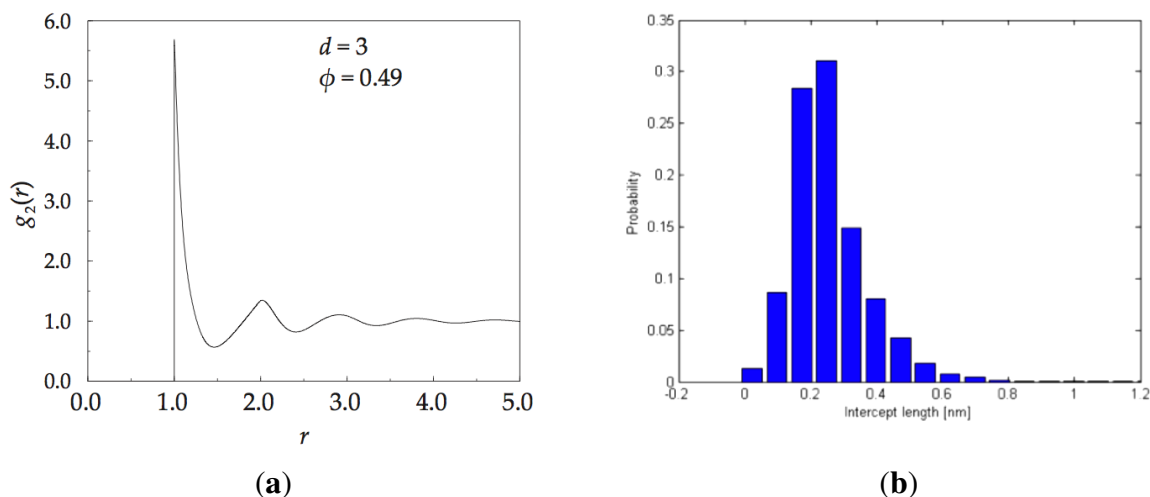 6.0
5.0
4.0
3.0
2.0
1.0
0.0
g₂(r)
d = 3
ϕ = 0.49
0.0 1.0 2.0 3.0 4.0 5.0
r
(a)
0.35
0.3
0.25
0.2
0.15
0.1
0.05
0
Probability
-0.2 0 0.2 0.4 0.6 0.8 1 1.2
Intercept length [nm]
(b)